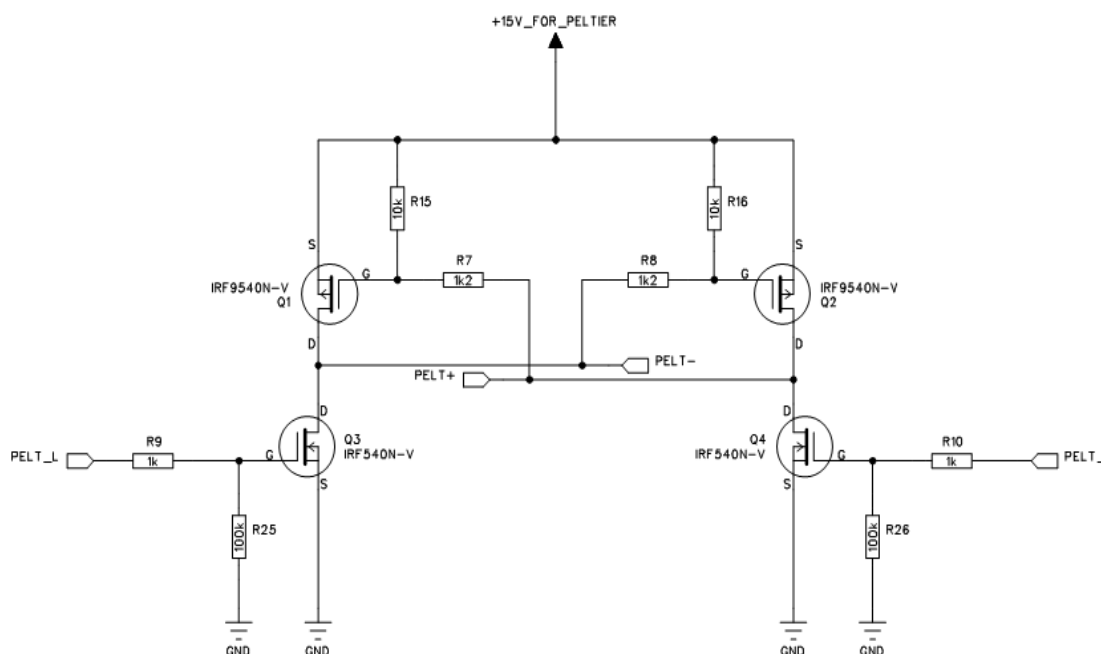 +15V_FOR_PELTIER
R15
10k
R16
10k
S
S
R7
1k2
R8
1k2
G
G
IRF9540N-V
Q1
IRF9540N-V
Q2
D
D
PELT-
PELT+
D
D
R9
1k
Q3
IRF540N-V
Q4
IRF540N-V
R10
1k
PELT_L
G
G
PELT_
S
S
R25
100k
R26
100k
GND
GND
GND
GND